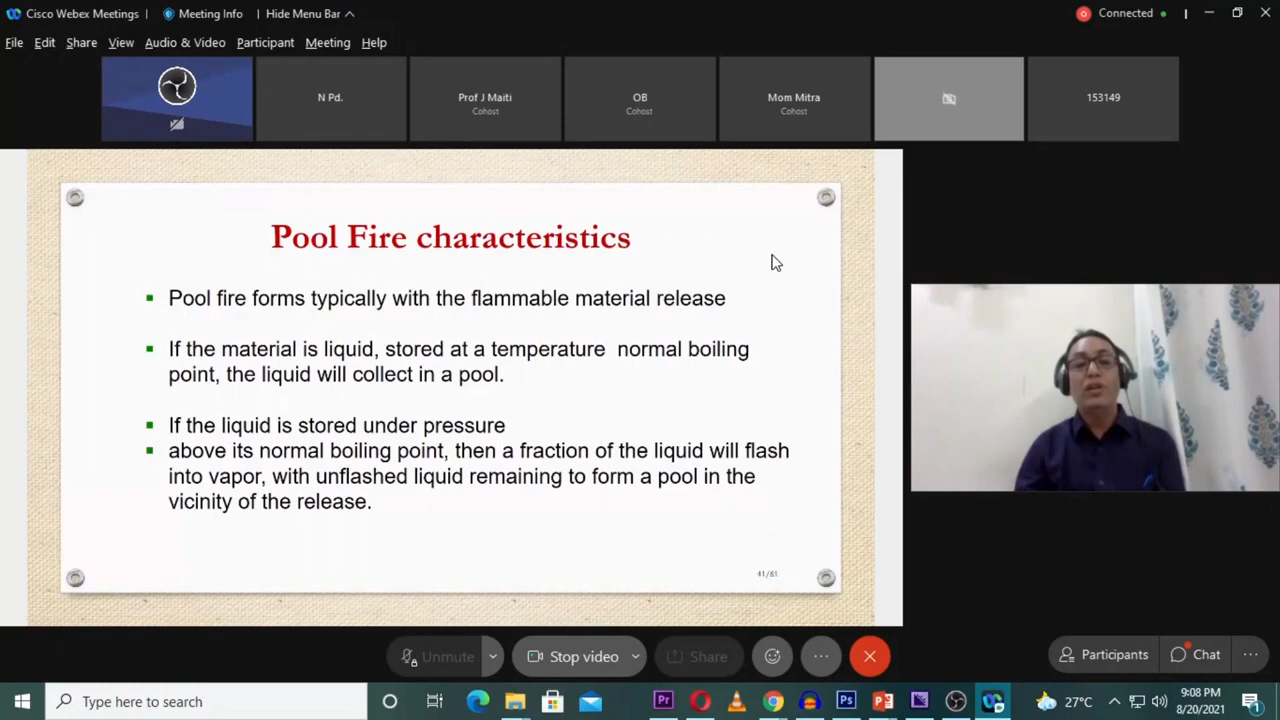 Cisco Webex Meetings
Meeting Info
Hide Menu Bar
Connected
File Edit Share View Audio & Video Participant Meeting Help
N Pd.
Prof J Maiti
Cohost
OB
Cohost
Mom Mitra
Cohost
153149
Pool Fire characteristics
Pool fire forms typically with the flammable material release
If the material is liquid, stored at a temperature normal boiling
point, the liquid will collect in a pool.
If the liquid is stored under pressure
above its normal boiling point, then a fraction of the liquid will flash
into vapor, with unflashed liquid remaining to form a pool in the
vicinity of the release.
41/61
Unmute
Stop video
Share
Participants
Chat
Type here to search
Pr
Ps
27°C
9:08 PM
8/20/2021
1